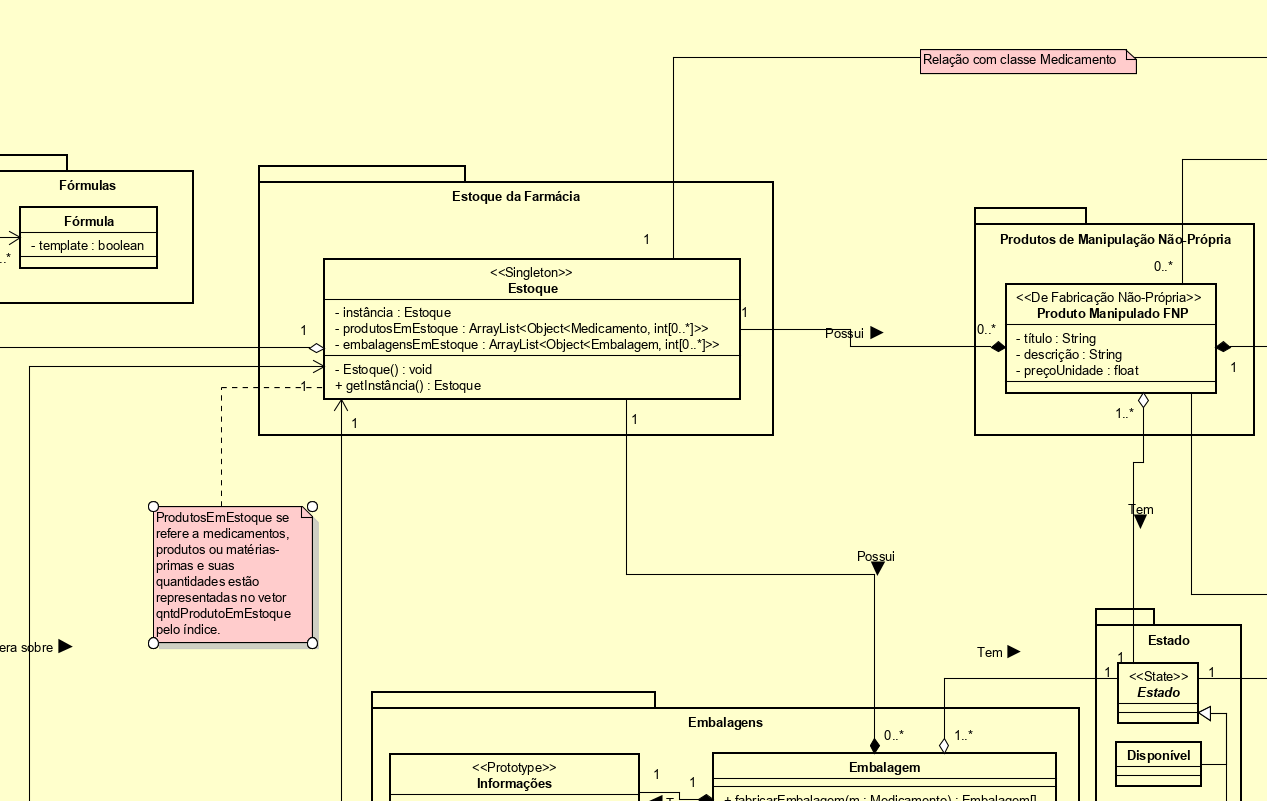 Relação com classe Medicamento
Fórmulas
Fórmula
- template : boolean
..*
Estoque da Farmácia
1
<<Singleton>>
Estoque
- instância : Estoque
- produtosEmEstoque : ArrayList<Object<Medicamento, int[0..*]>>
- embalagensEmEstoque : ArrayList<Object<Embalagem, int[0..*]>>
- Estoque() : void
+ getInstância() : Estoque
1
1
1
1
1
Possui
0..*
Produtos de Manipulação Não-Própria
0..*
<<De Fabricação Não-Própria>>
Produto Manipulado FNP
- título : String
- descrição : String
- preçoUnidade : float
1
1..*
Tem
ProdutosEmEstoque se
refere a medicamentos,
produtos ou matérias-
primas e suas
quantidades estão
representadas no vetor
qntdProdutoEmEstoque
pelo índice.
era sobre
Possui
Tem
Estado
1
1
1
<<State>>
Estado
Disponível
Embalagens
0..*
1..*
<<Prototype>>
Informações
1
1
Embalagem
+ fabricarEmbalagem(m : Medicamento) : Embalagem[]